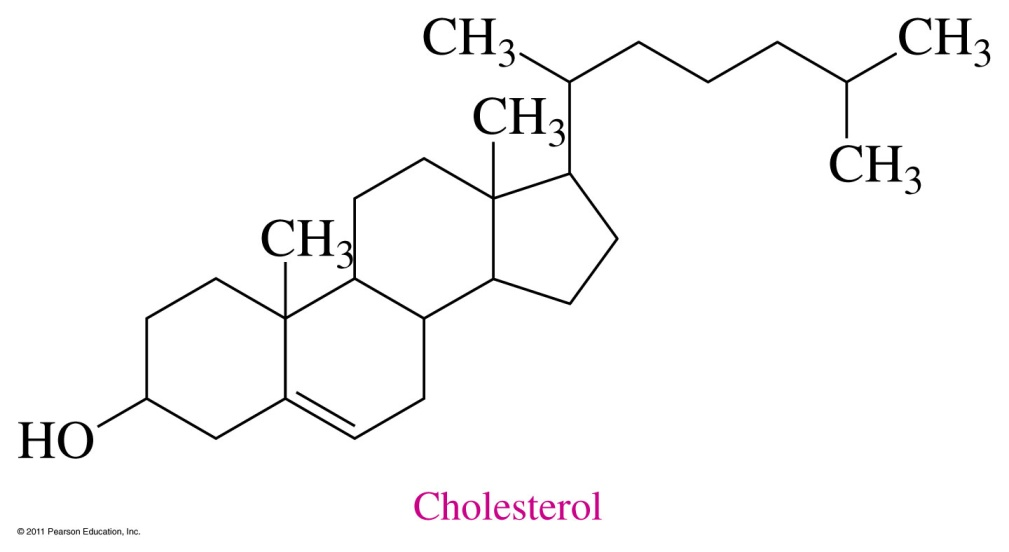 CH₃
CH₃
CH₃
CH₃
CH₃
HO
Cholesterol
© 2011 Pearson Education, Inc.